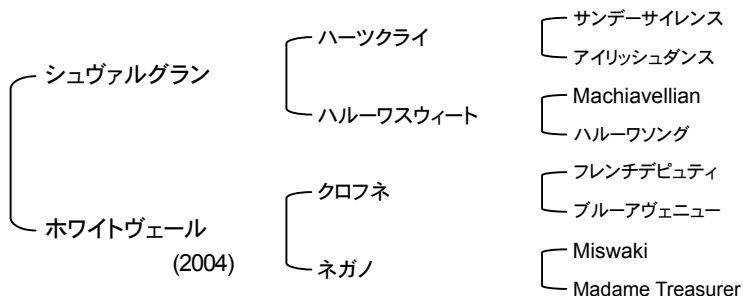 サンデーサイレンス
ハーツクライ
アイリッシュダンス
シュヴァルグラン
Machiavellian
ハルーワスウィート
ハルーワソング
フレンチデピュティ
クロフネ
ブルーアヴェニュー
ホワイトヴェール
(2004)
Miswaki
ネガノ
Madame Treasurer